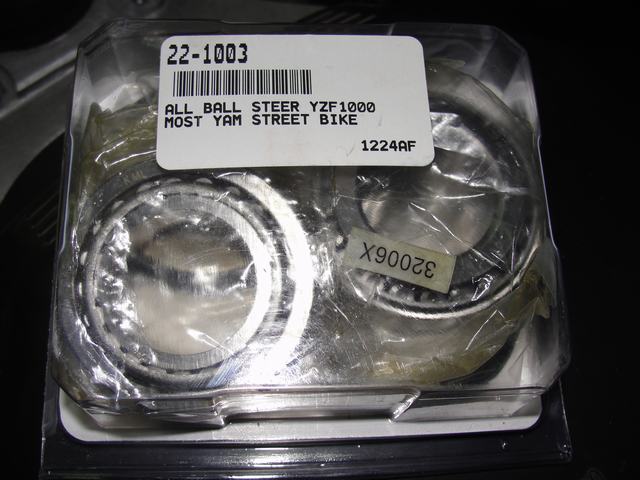 22-1003
ALL BALL STEER YZF1000
MOST YAM STREET BIKE
1224AF
32006X